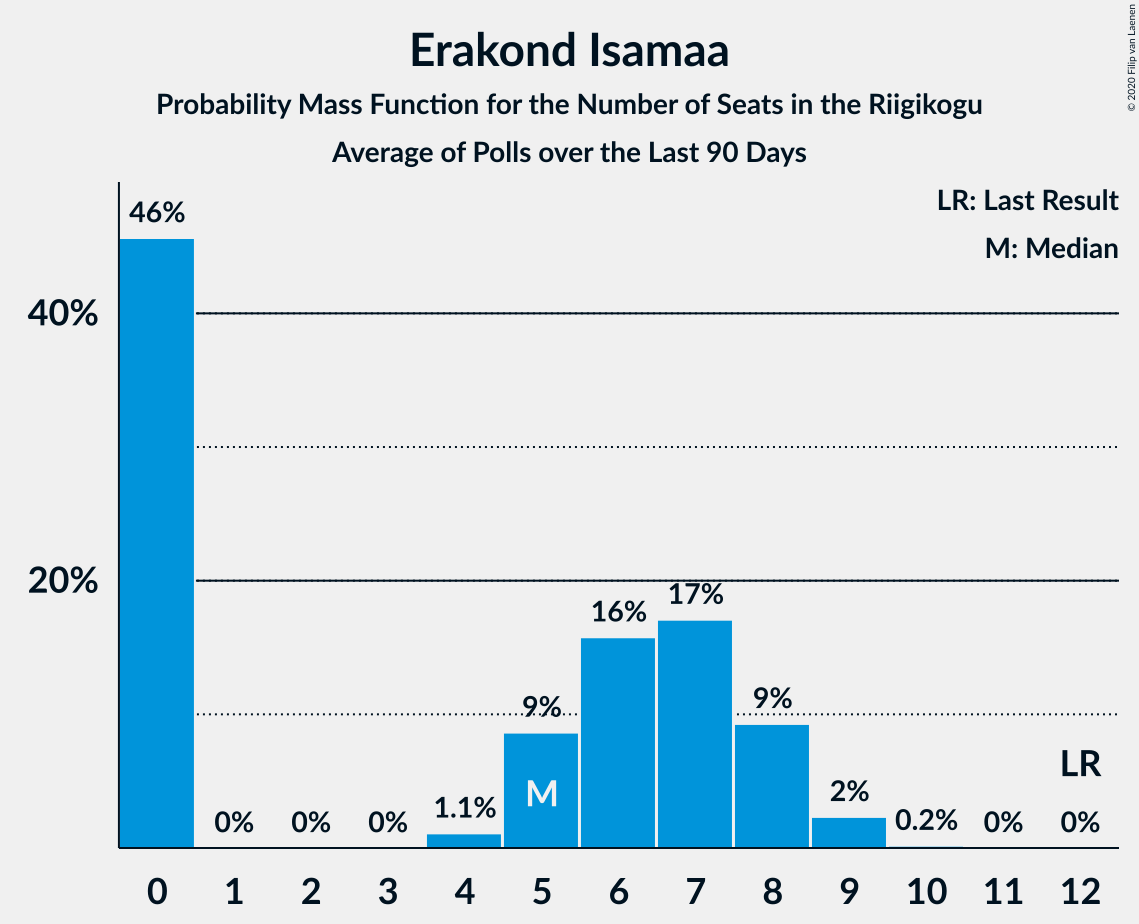 Erakond Isamaa
Probability Mass Function for the Number of Seats in the Riigikogu
Average of Polls over the Last 90 Days
© 2020 Filip van Laenen
LR: Last Result
M: Median
46%
40%
20%
17%
16%
9%
9%
M
LR
2%
1.1%
0.2%
0%
0%
0%
0%
0%
0 1 2 3 4 5 6 7 8 9 10 11 12